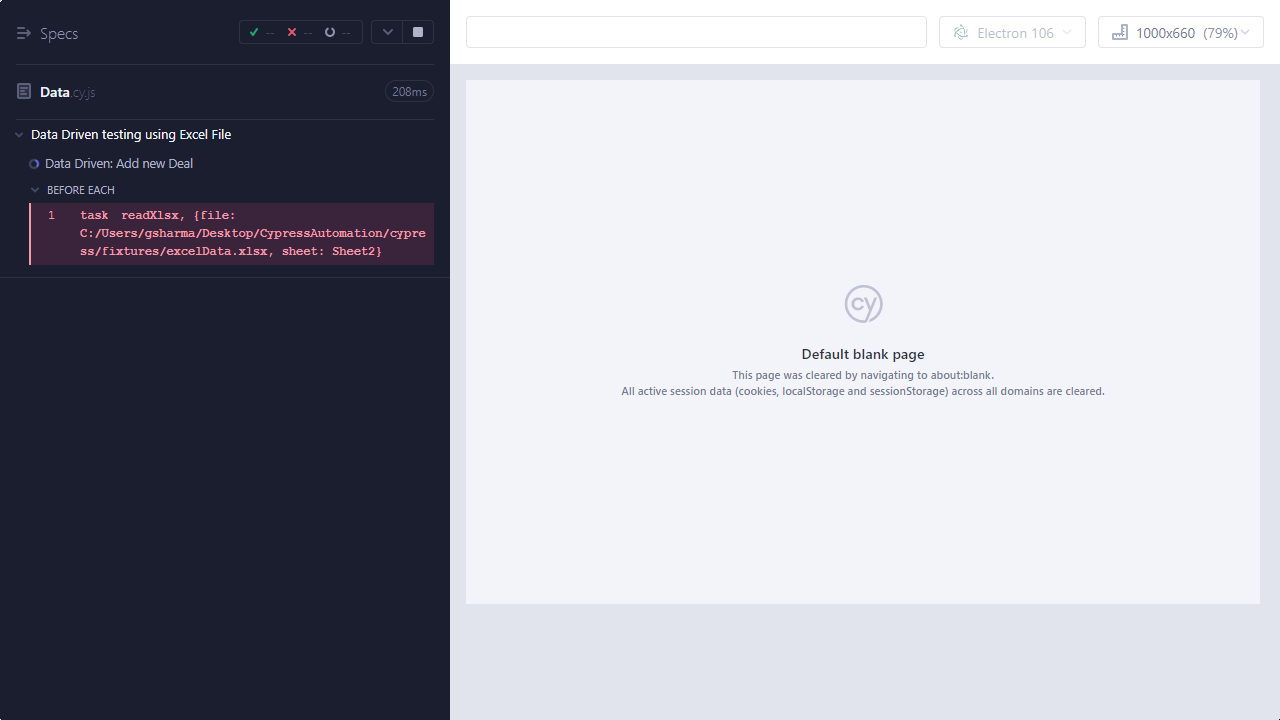 Specs
--
--
--
Electron 106
1000x660 (79%)
Data.cy.js
208ms
Data Driven testing using Excel File
Data Driven: Add new Deal
BEFORE EACH
1 task readXlsx, {file:
C:/Users/gsharma/Desktop/CypressAutomation/cypre
ss/fixtures/excelData.xlsx, sheet: Sheet2}
cy
Default blank page
This page was cleared by navigating to about:blank.
All active session data (cookies, localStorage and sessionStorage) across all domains are cleared.